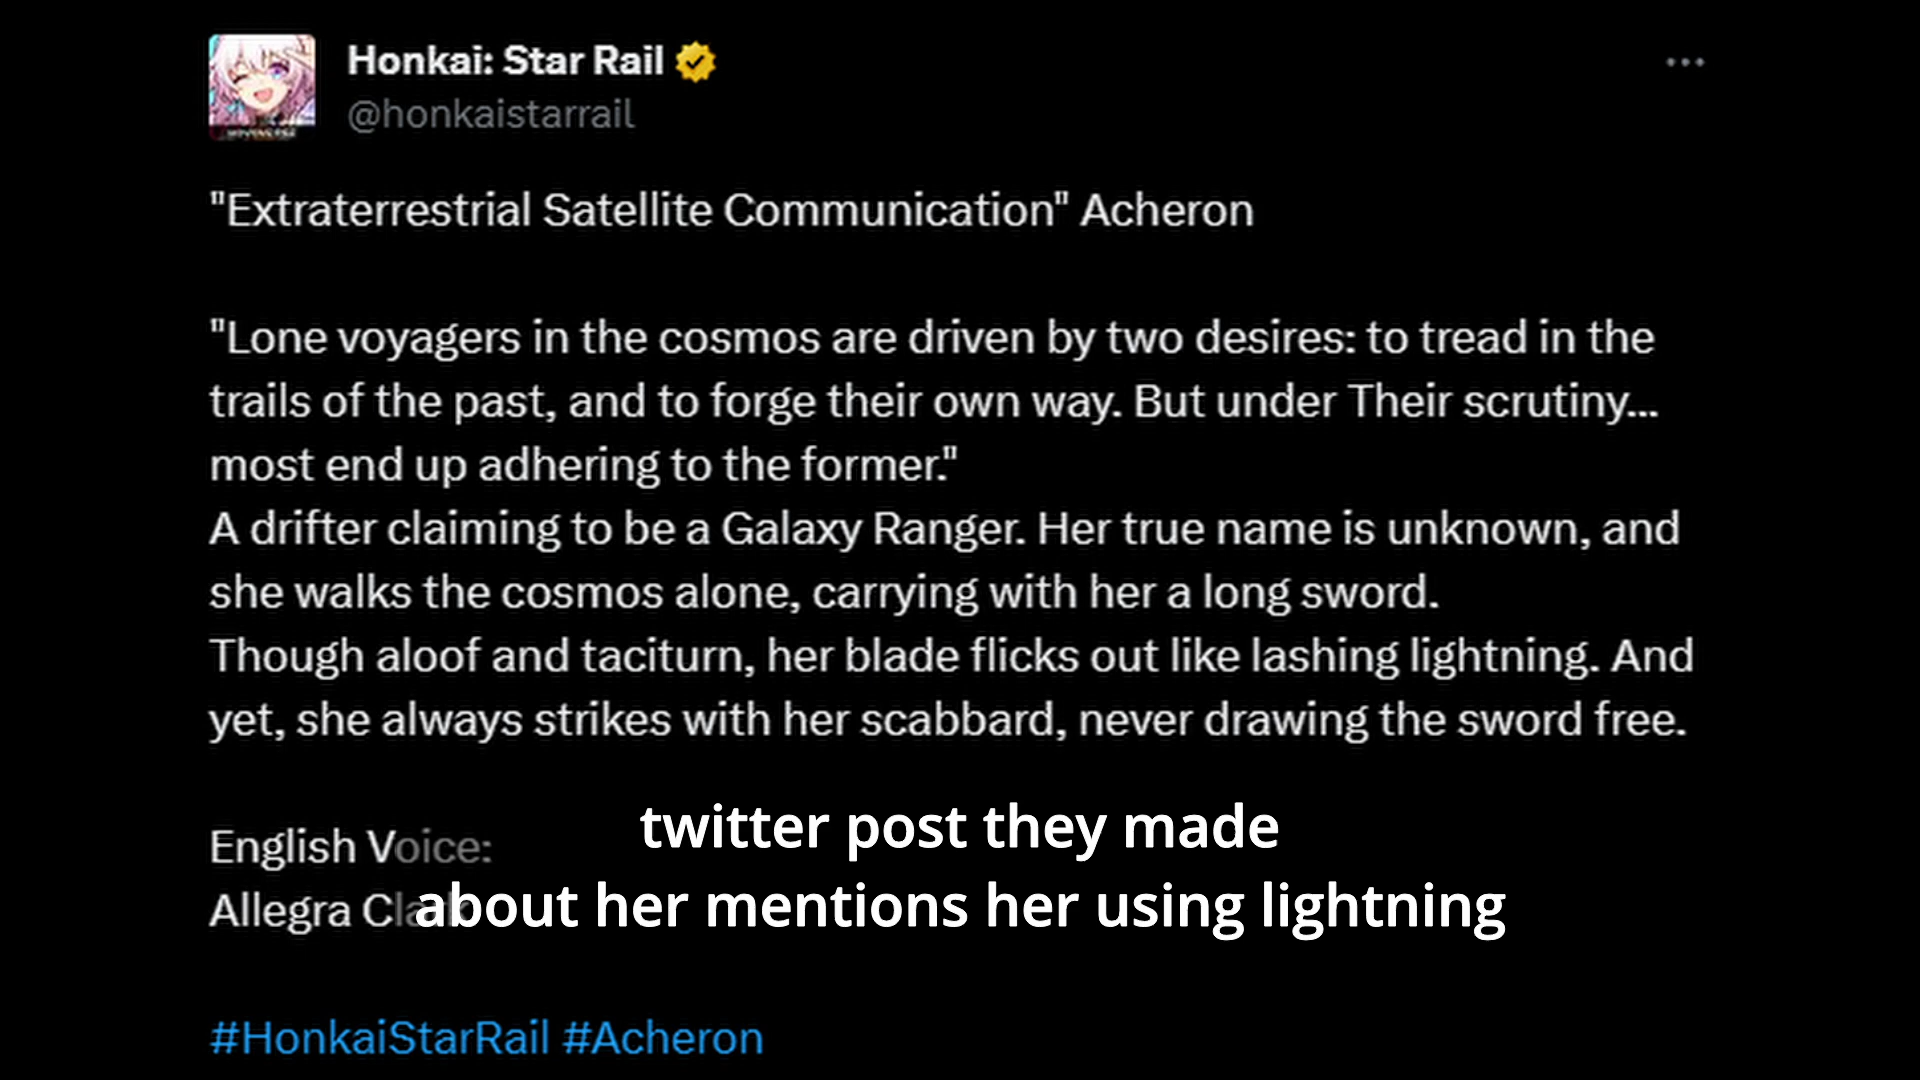 Honkai: Star Rail
@honkaistarrail
"Extraterrestrial Satellite Communication" Acheron
"Lone voyagers in the cosmos are driven by two desires: to tread in the
trails of the past, and to forge their own way. But under Their scrutiny...
most end up adhering to the former."
A drifter claiming to be a Galaxy Ranger. Her true name is unknown, and
she walks the cosmos alone, carrying with her a long sword.
Though aloof and taciturn, her blade flicks out like lashing lightning. And
yet, she always strikes with her scabbard, never drawing the sword free.
English Voice:
Allegra Clark
twitter post they made
about her mentions her using lightning
#HonkaiStarRail #Acheron